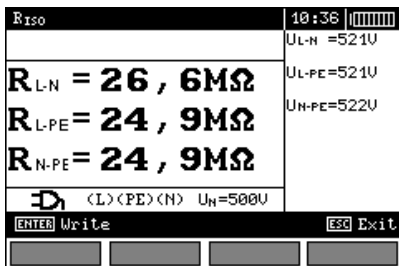 RISO 10:36
UL-N =521V
RL-N = 26,6MΩ
UL-PE=521V
RL-PE= 24,9MΩ
UN-PE=522V
RN-PE= 24,9MΩ
(L)(PE)(N) UN=500V
ENTER Write ESC Exit